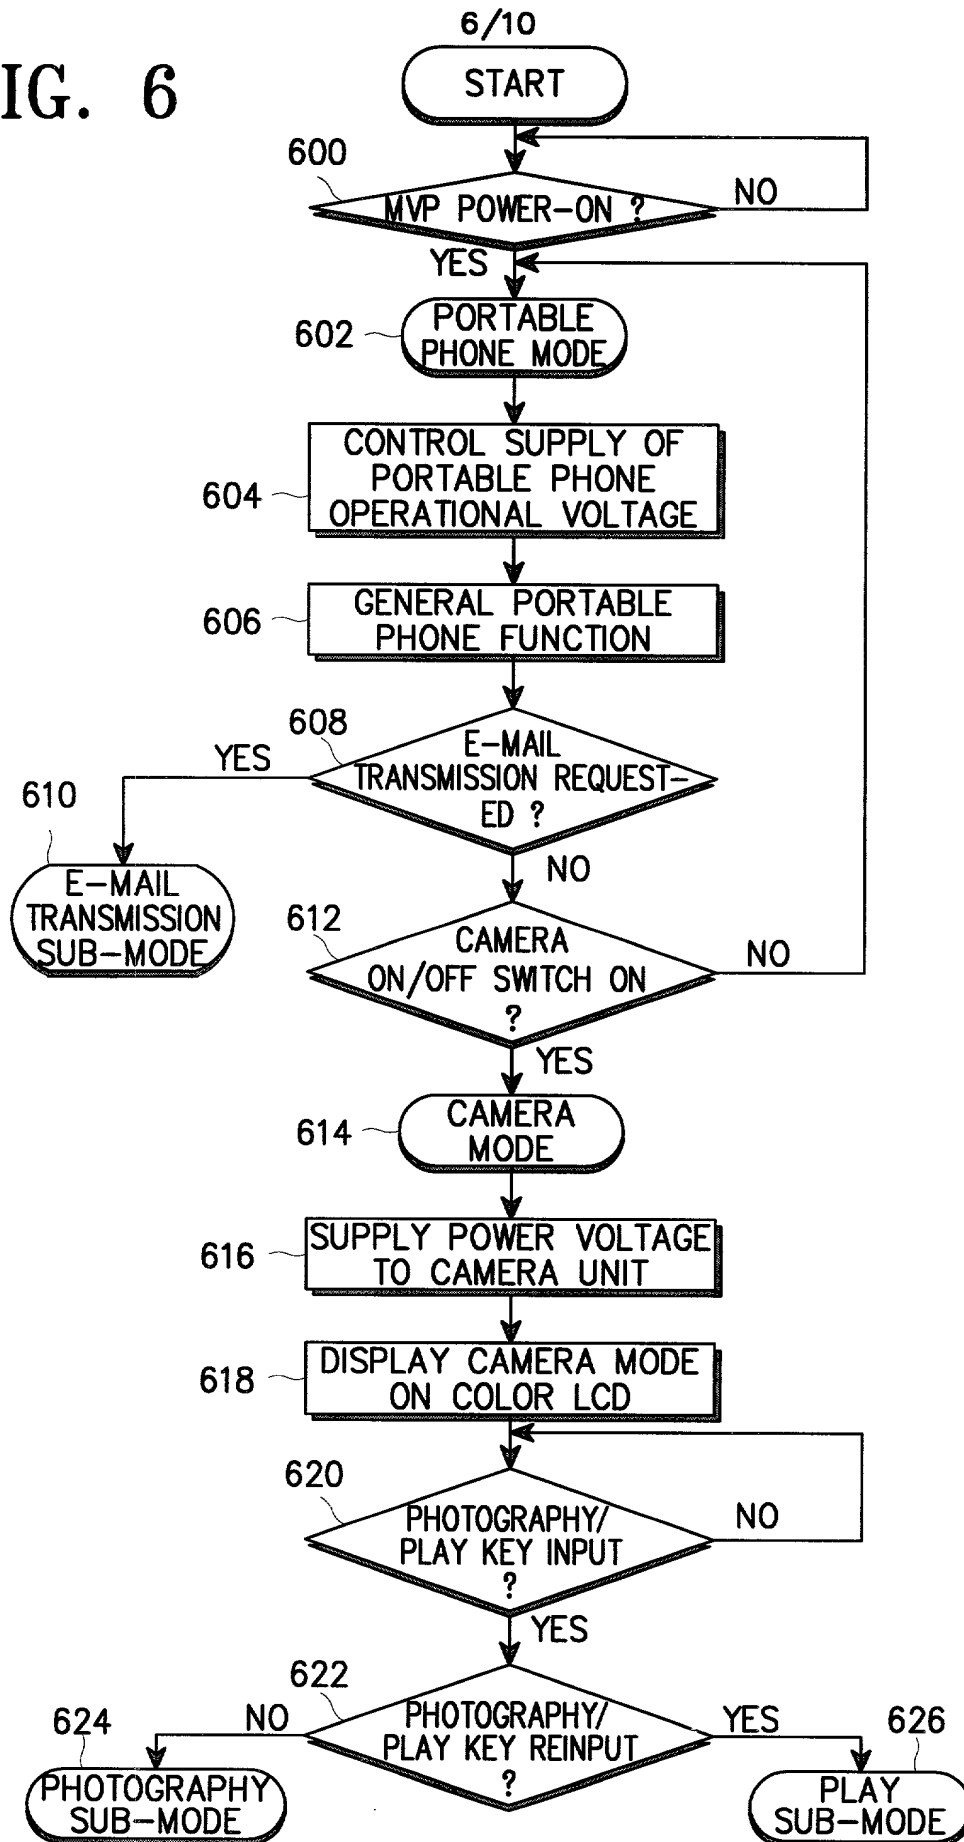 6/10
IG. 6
START
600
MVP POWER-ON ?
NO
YES
602
PORTABLE
PHONE MODE
604
CONTROL SUPPLY OF
PORTABLE PHONE
OPERATIONAL VOLTAGE
606
GENERAL PORTABLE
PHONE FUNCTION
608
E-MAIL
TRANSMISSION REQUEST-
ED ?
YES
610
E-MAIL
TRANSMISSION
SUB-MODE
NO
612
CAMERA
ON/OFF SWITCH ON
?
NO
YES
614
CAMERA
MODE
616
SUPPLY POWER VOLTAGE
TO CAMERA UNIT
618
DISPLAY CAMERA MODE
ON COLOR LCD
620
PHOTOGRAPHY/
PLAY KEY INPUT
?
NO
YES
622
PHOTOGRAPHY/
PLAY KEY REINPUT
?
NO
YES
624
PHOTOGRAPHY
SUB-MODE
626
PLAY
SUB-MODE